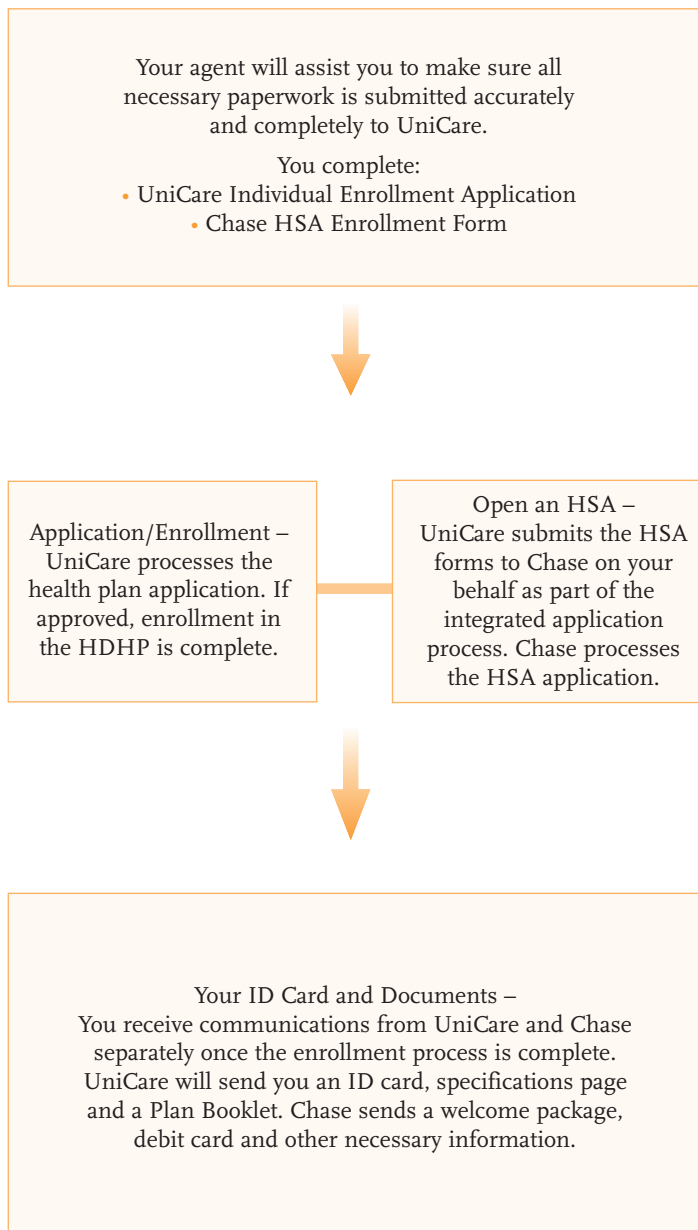 Your agent will assist you to make sure all
necessary paperwork is submitted accurately
and completely to UniCare.
You complete:
• UniCare Individual Enrollment Application
• Chase HSA Enrollment Form
Application/Enrollment –
UniCare processes the
health plan application. If
approved, enrollment in
the HDHP is complete.
Open an HSA –
UniCare submits the HSA
forms to Chase on your
behalf as part of the
integrated application
process. Chase processes
the HSA application.
Your ID Card and Documents –
You receive communications from UniCare and Chase
separately once the enrollment process is complete.
UniCare will send you an ID card, specifications page
and a Plan Booklet. Chase sends a welcome package,
debit card and other necessary information.